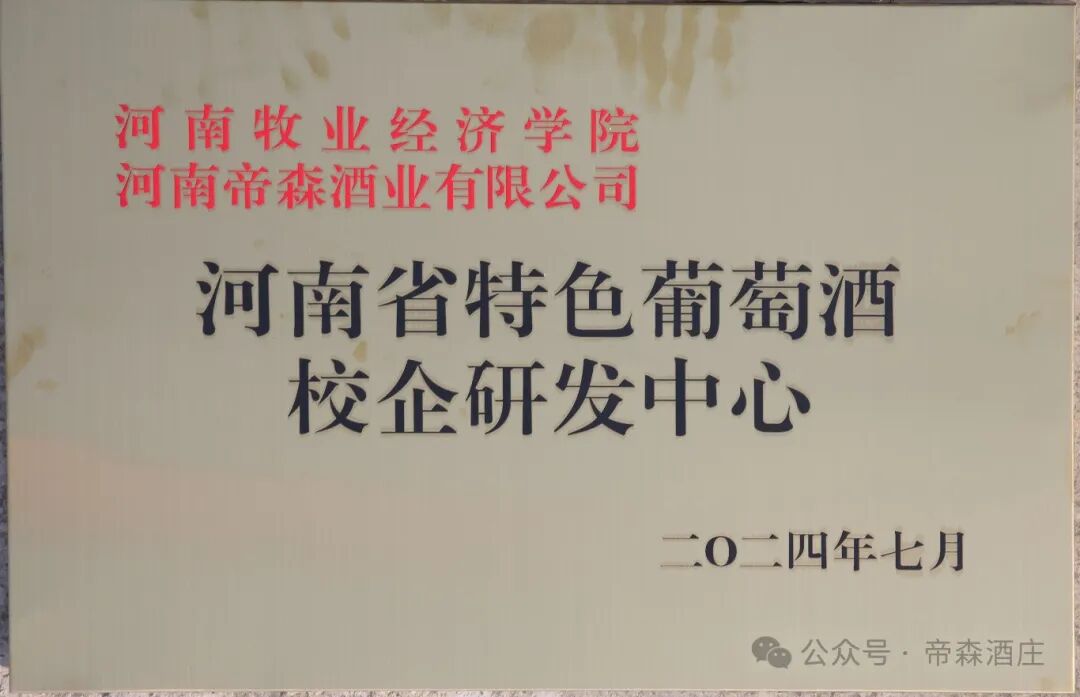 河南牧业经济学院
河南帝森酒业有限公司
河南省特色葡萄酒
校企研发中心
二〇二四年七月
公众号·帝森酒庄